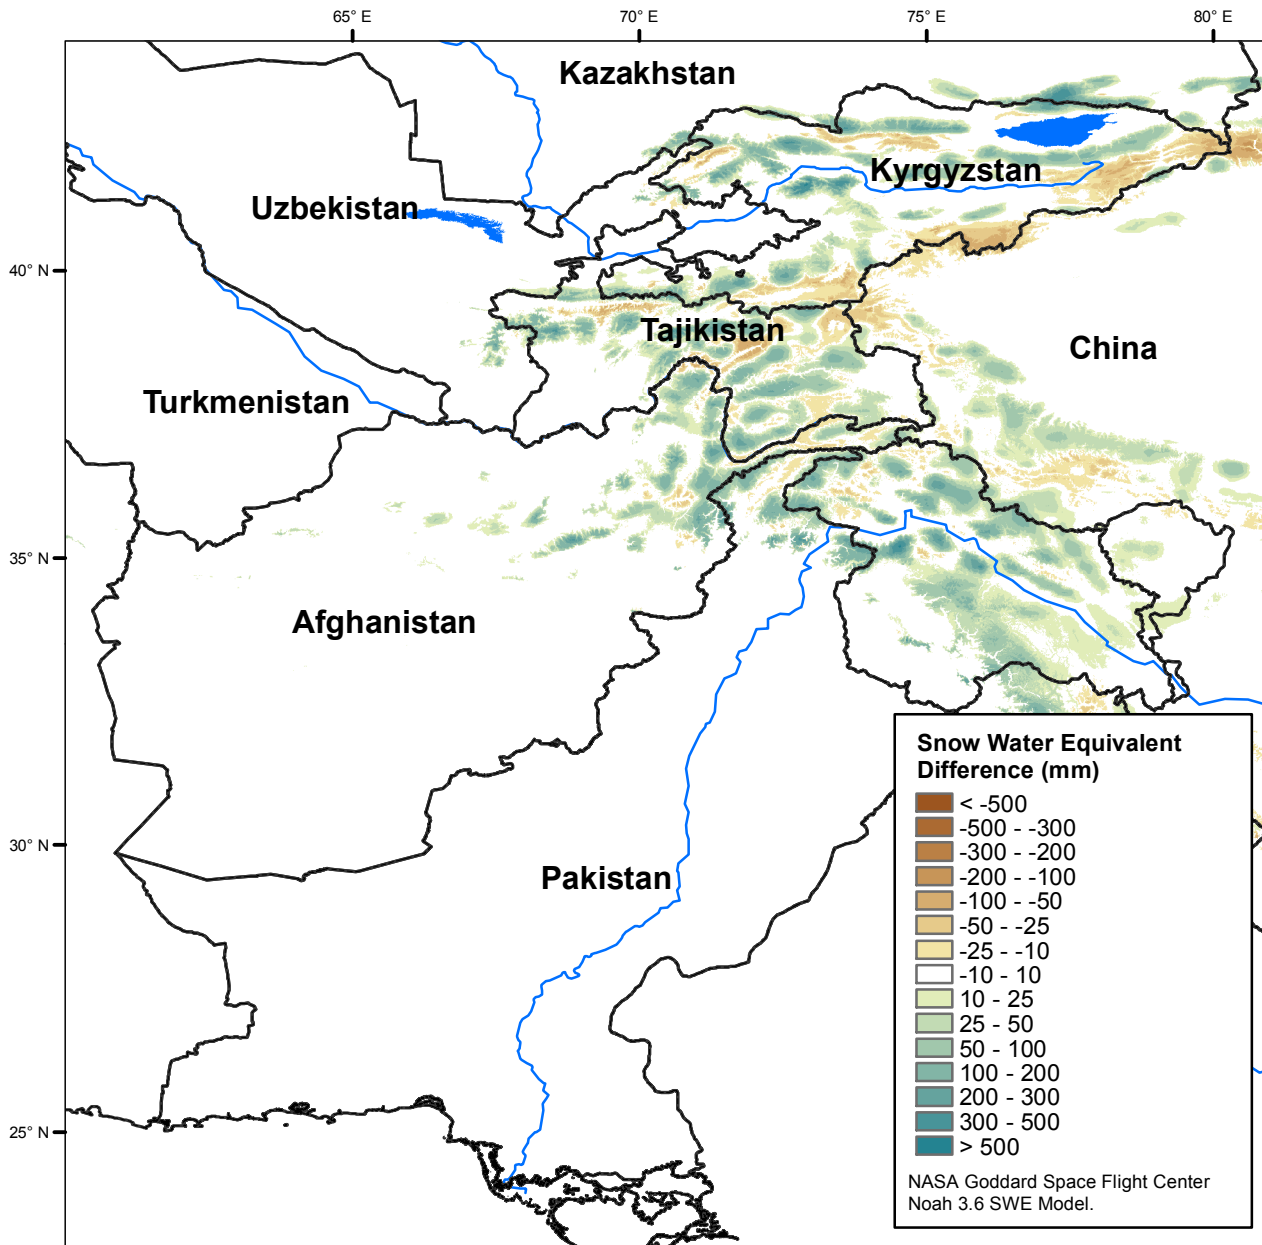 65° E
70° E
75° E
80° E
Kazakhstan
Kyrgyzstan
Uzbekistan
40° N
Tajikistan
China
Turkmenistan
35° N
Afghanistan
30° N
Pakistan
25° N
Snow Water Equivalent
Difference (mm)
< -500
-500 - -300
-300 - -200
-200 - -100
-100 - -50
-50 - -25
-25 - -10
-10 - 10
10 - 25
25 - 50
50 - 100
100 - 200
200 - 300
300 - 500
> 500
NASA Goddard Space Flight Center
Noah 3.6 SWE Model.